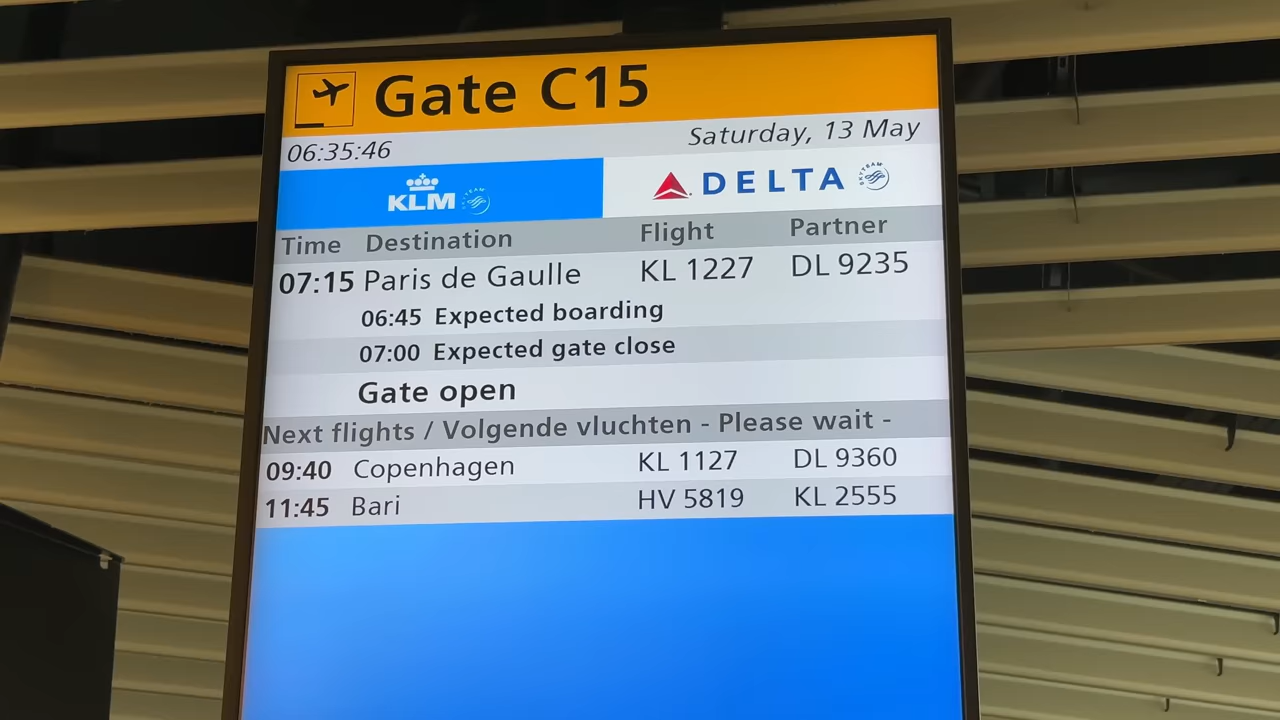 Gate C15
06:35:46 Saturday, 13 May
KLM DELTA
Time Destination Flight Partner
07:15 Paris de Gaulle KL 1227 DL 9235
06:45 Expected boarding
07:00 Expected gate close
Gate open
Next flights / Volgende vluchten - Please wait -
09:40 Copenhagen KL 1127 DL 9360
11:45 Bari HV 5819 KL 2555